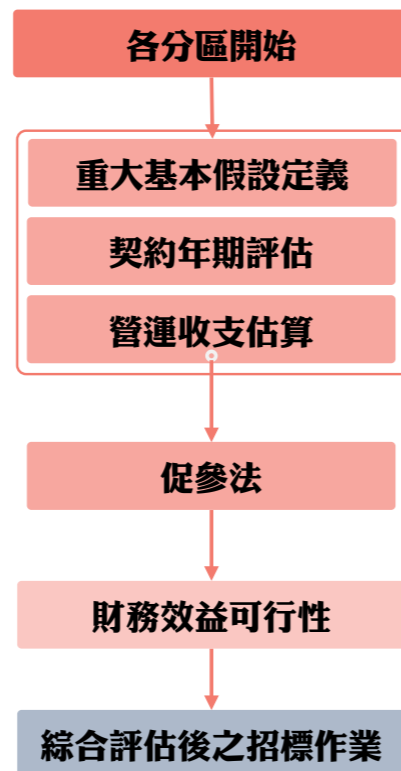 各分區開始
重大基本假設定義
契約年期評估
營運收支估算
促參法
財務效益可行性
綜合評估後之招標作業